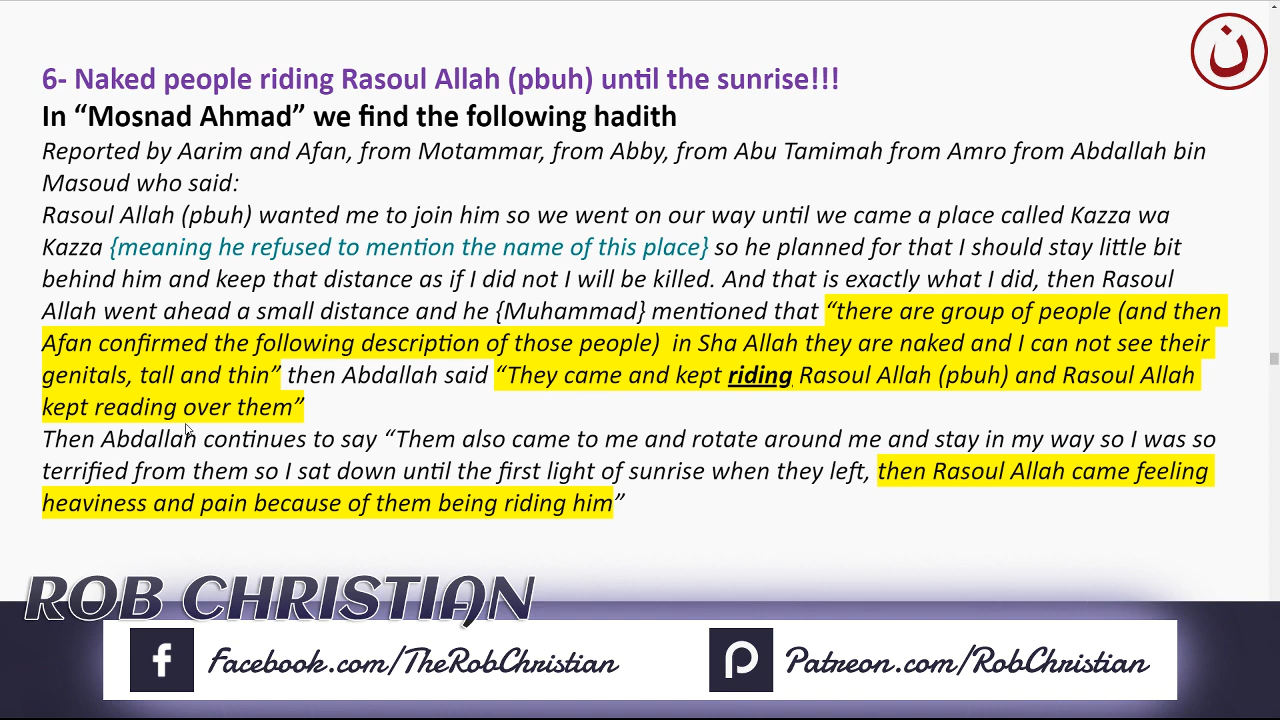 6- Naked people riding Rasoul Allah (pbuh) until the sunrise!!!
In “Mosnad Ahmad” we find the following hadith
Reported by Aarim and Afan, from Motammar, from Abby, from Abu Tamimah from Amro from Abdallah bin
Masoud who said:
Rasoul Allah (pbuh) wanted me to join him so we went on our way until we came a place called Kazza wa
Kazza {meaning he refused to mention the name of this place} so he planned for that I should stay little bit
behind him and keep that distance as if I did not I will be killed. And that is exactly what I did, then Rasoul
Allah went ahead a small distance and he {Muhammad} mentioned that “there are group of people (and then
Afan confirmed the following description of those people)  in Sha Allah they are naked and I can not see their
genitals, tall and thin” then Abdallah said “They came and kept riding Rasoul Allah (pbuh) and Rasoul Allah
kept reading over them”
Then Abdallah continues to say “Them also came to me and rotate around me and stay in my way so I was so
terrified from them so I sat down until the first light of sunrise when they left, then Rasoul Allah came feeling
heaviness and pain because of them being riding him”
ن
ROB CHRISTIAN
f Facebook.com/TheRobChristian
Patreon.com/RobChristian